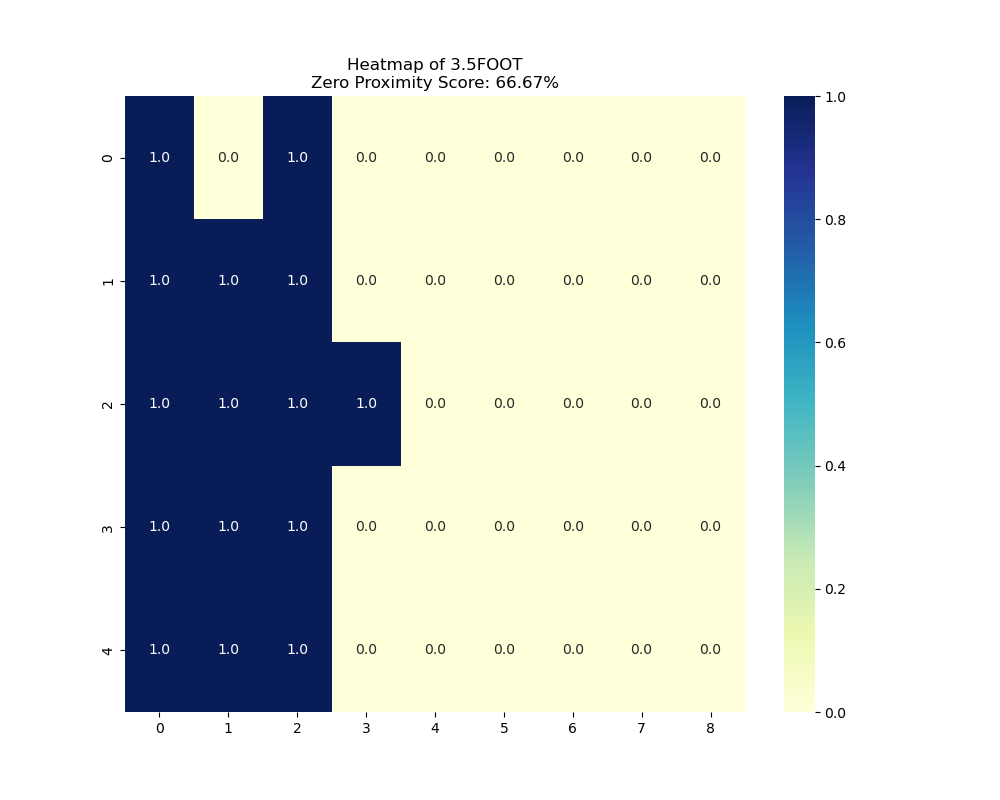 Heatmap of 3.5FOOT
Zero Proximity Score: 66.67%
0 1.0 0.0 1.0 0.0 0.0 0.0 0.0 0.0 0.0
1 1.0 1.0 1.0 0.0 0.0 0.0 0.0 0.0 0.0
2 1.0 1.0 1.0 1.0 0.0 0.0 0.0 0.0 0.0
3 1.0 1.0 1.0 0.0 0.0 0.0 0.0 0.0 0.0
4 1.0 1.0 1.0 0.0 0.0 0.0 0.0 0.0 0.0
0 1 2 3 4 5 6 7 8
1.0
0.8
0.6
0.4
0.2
0.0